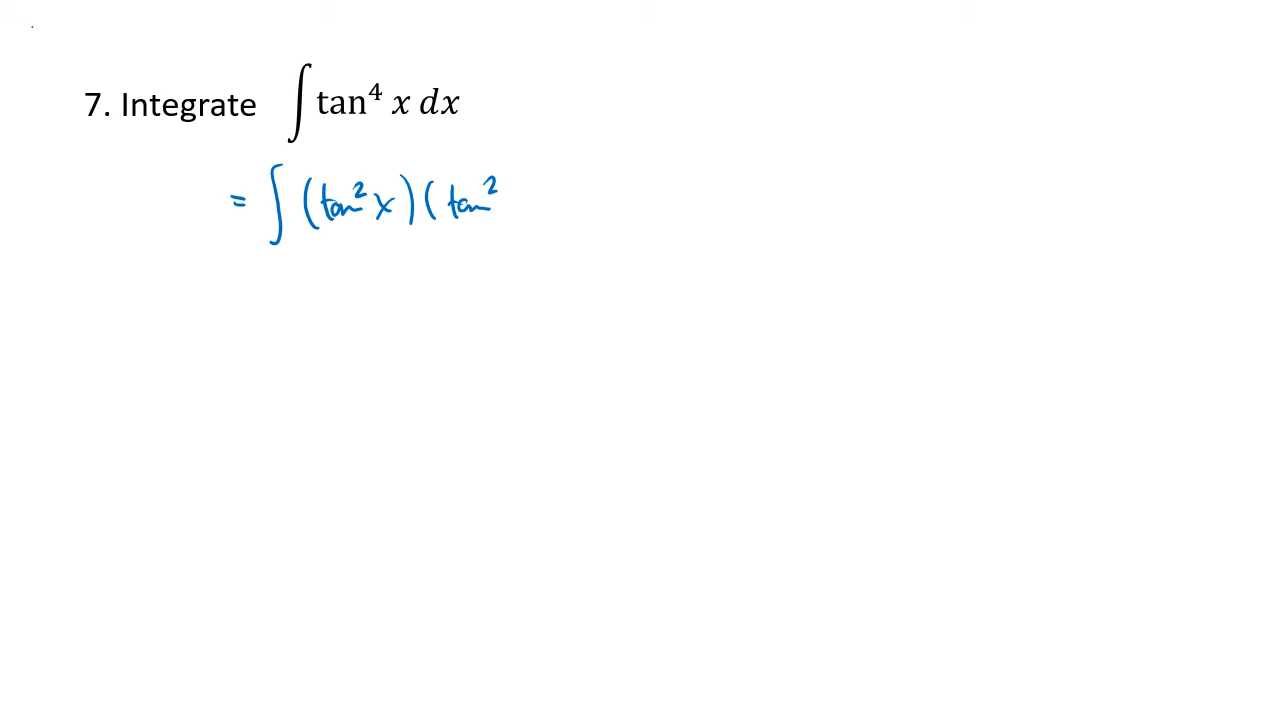 7. Integrate ∫ tan⁴ x dx
= ∫ (tan² x) ( tan²